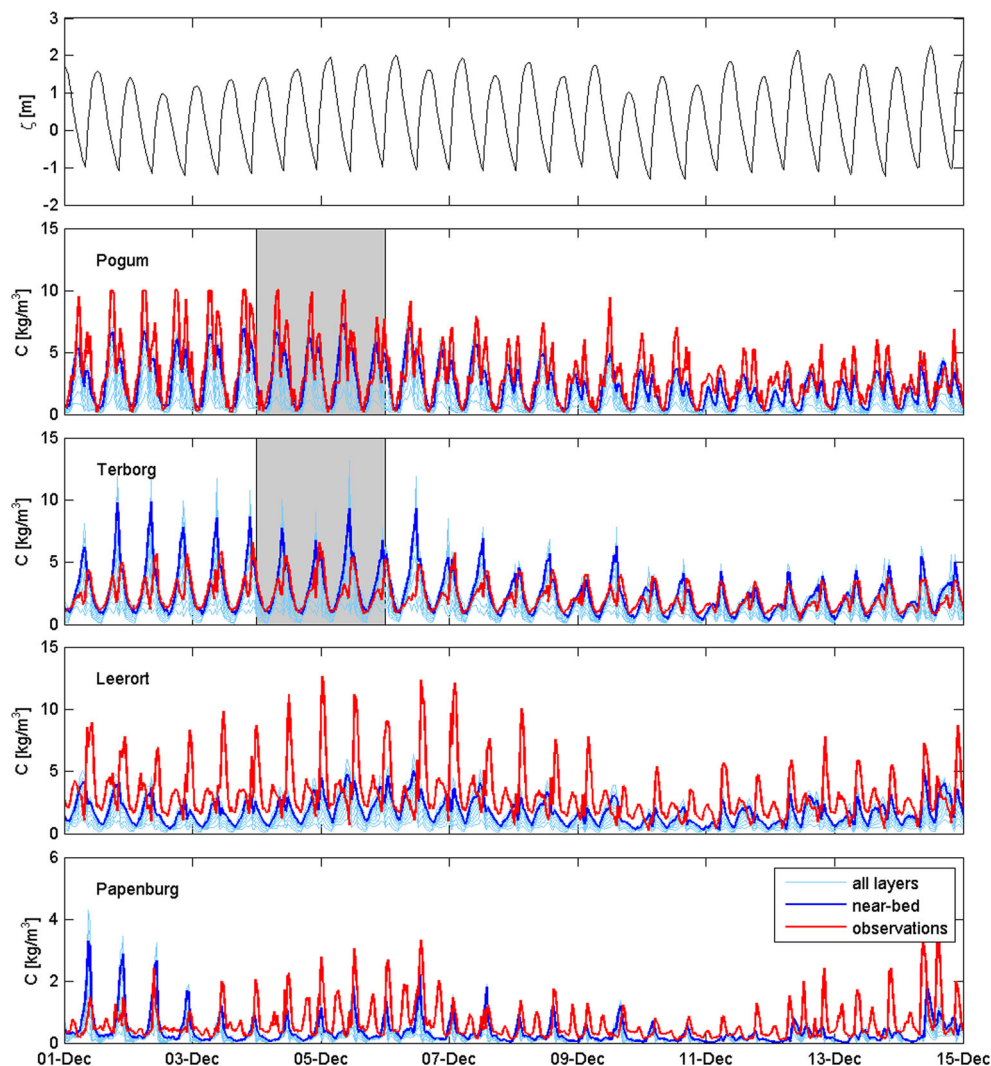 3
2
1
0
-1
-2
ζ [m]
15
10
5
0
C [kg/m³]
Pogum
15
10
5
0
C [kg/m³]
Terborg
15
10
5
0
C [kg/m³]
Leerort
6
4
2
0
C [kg/m³]
Papenburg
all layers
near-bed
observations
01-Dec 03-Dec 05-Dec 07-Dec 09-Dec 11-Dec 13-Dec 15-Dec